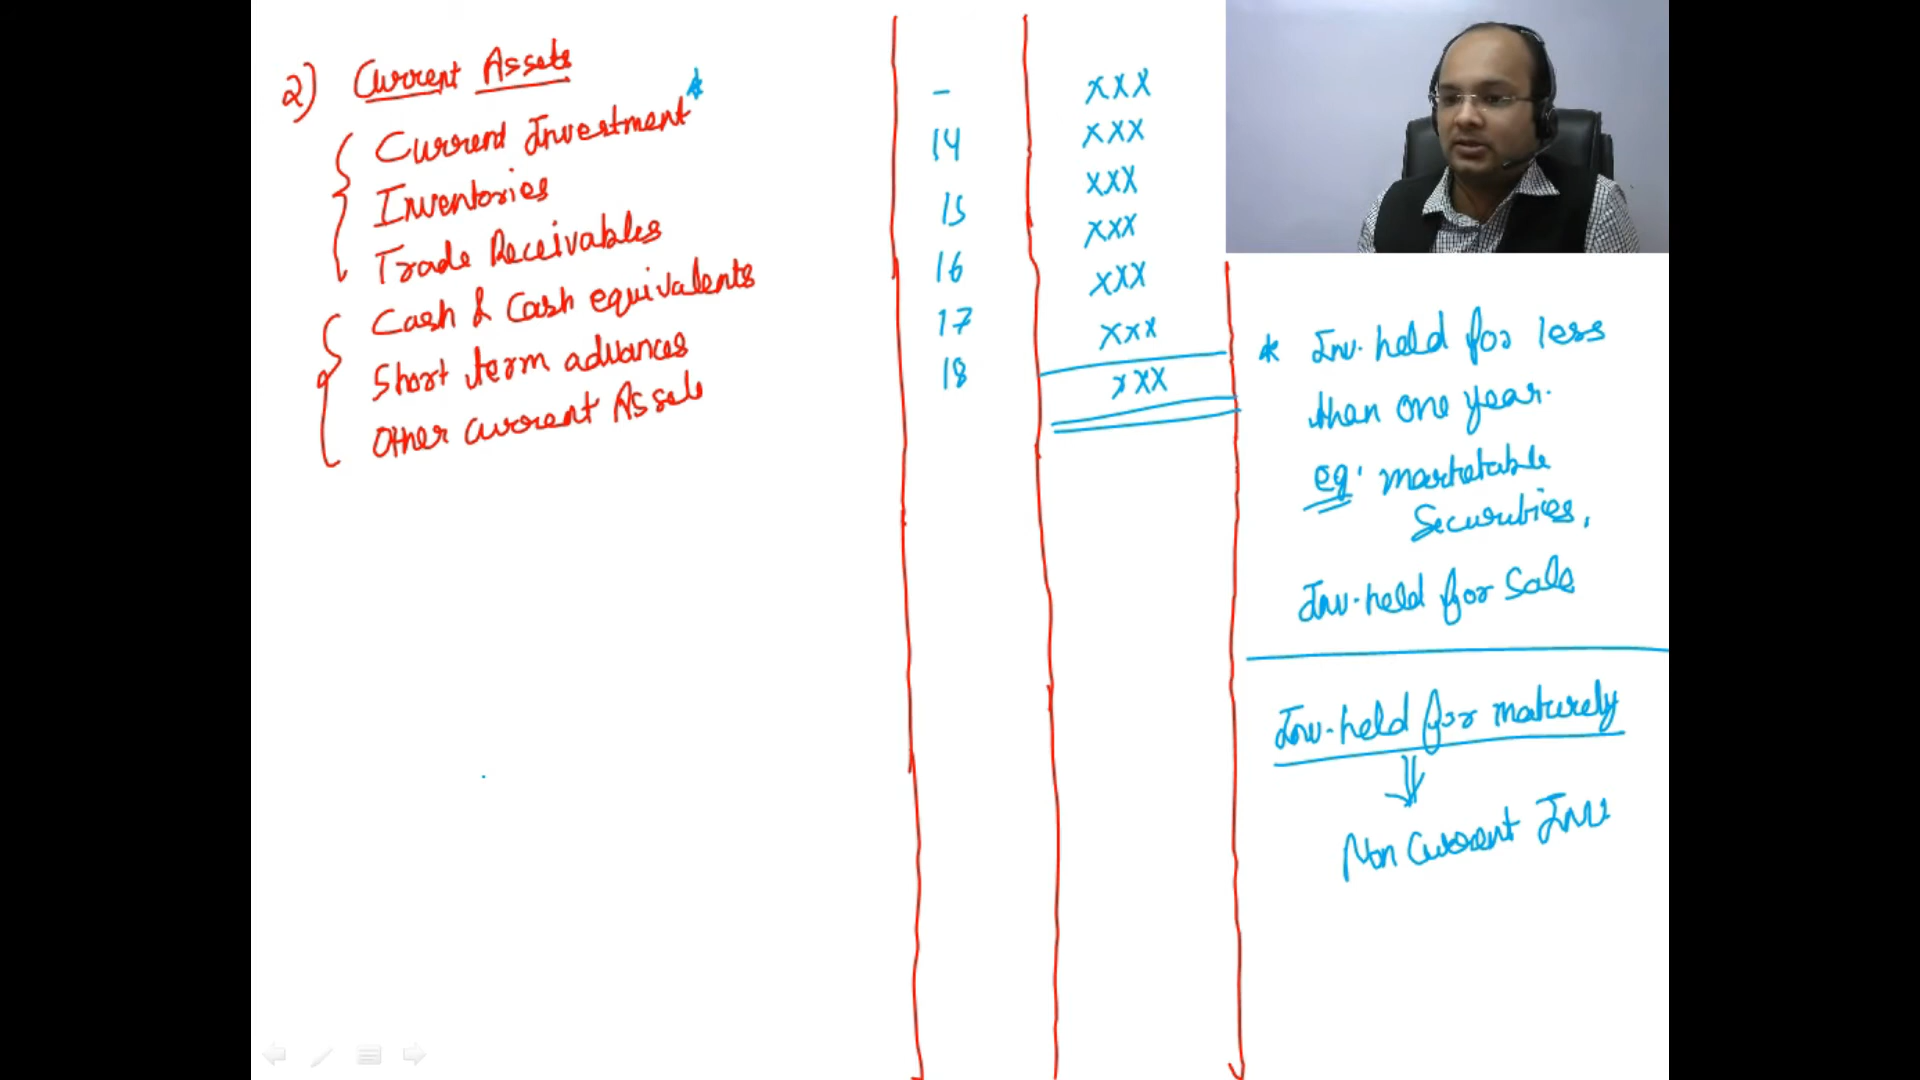 2) Current Assets
Current Investment * - XXX
Inventories 14 XXX
Trade Receivables 15 XXX
Cash & Cash equivalents 16 XXX
Short term advances 17 XXX
Other current Assets 18 XXX
XXX
* Inv. held for less
than one year.
eg. marketable
Securities,
Inv. held for sale
Inv. held for maturely
Non Current Inv